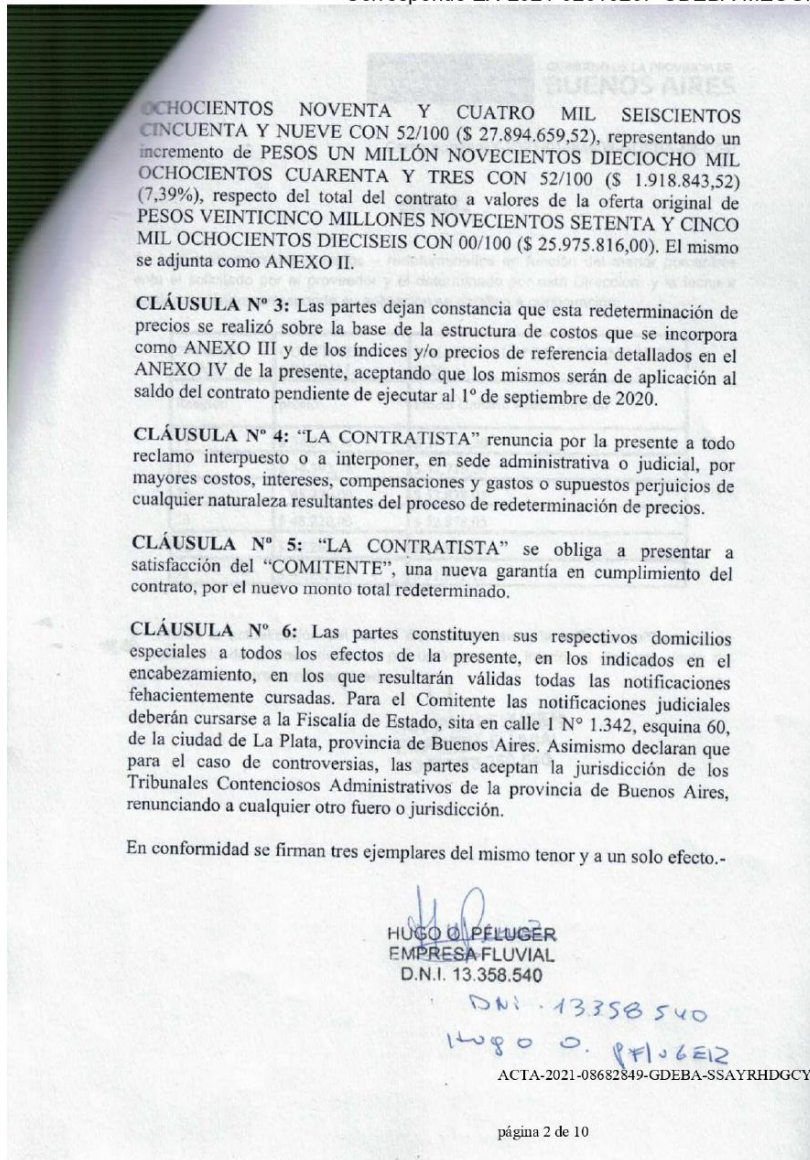 OCHOCIENTOS NOVENTA Y CUATRO MIL SEISCIENTOS
CINCUENTA Y NUEVE CON 52/100 ($ 27.894.659,52), representando un
incremento de PESOS UN MILLÓN NOVECIENTOS DIECIOCHO MIL
OCHOCIENTOS CUARENTA Y TRES CON 52/100 ($ 1.918.843,52)
(7,39%), respecto del total del contrato a valores de la oferta original de
PESOS VEINTICINCO MILLONES NOVECIENTOS SETENTA Y CINCO
MIL OCHOCIENTOS DIECISEIS CON 00/100 ($ 25.975.816,00). El mismo
se adjunta como ANEXO II.
CLÁUSULA Nº 3: Las partes dejan constancia que esta redeterminación de
precios se realizó sobre la base de la estructura de costos que se incorpora
como ANEXO III y de los índices y/o precios de referencia detallados en el
ANEXO IV de la presente, aceptando que los mismos serán de aplicación al
saldo del contrato pendiente de ejecutar al 1º de septiembre de 2020.
CLÁUSULA Nº 4: “LA CONTRATISTA” renuncia por la presente a todo
reclamo interpuesto o a interponer, en sede administrativa o judicial, por
mayores costos, intereses, compensaciones y gastos o supuestos perjuicios de
cualquier naturaleza resultantes del proceso de redeterminación de precios.
CLÁUSULA Nº 5: “LA CONTRATISTA” se obliga a presentar a
satisfacción del “COMITENTE”, una nueva garantía en cumplimiento del
contrato, por el nuevo monto total redeterminado.
CLÁUSULA Nº 6: Las partes constituyen sus respectivos domicilios
especiales a todos los efectos de la presente, en los indicados en el
encabezamiento, en los que resultarán válidas todas las notificaciones
fehacientemente cursadas. Para el Comitente las notificaciones judiciales
deberán cursarse a la Fiscalía de Estado, sita en calle 1 N° 1.342, esquina 60,
de la ciudad de La Plata, provincia de Buenos Aires. Asimismo declaran que
para el caso de controversias, las partes aceptan la jurisdicción de los
Tribunales Contenciosos Administrativos de la provincia de Buenos Aires,
renunciando a cualquier otro fuero o jurisdicción.
En conformidad se firman tres ejemplares del mismo tenor y a un solo efecto.-
HUGO O. PFLUGER
EMPRESA FLUVIAL
D.N.I. 13.358.540
DNI . 13358540
Hugo O. PFlUGER
ACTA-2021-08682849-GDEBA-SSAYRHDGCY
página 2 de 10